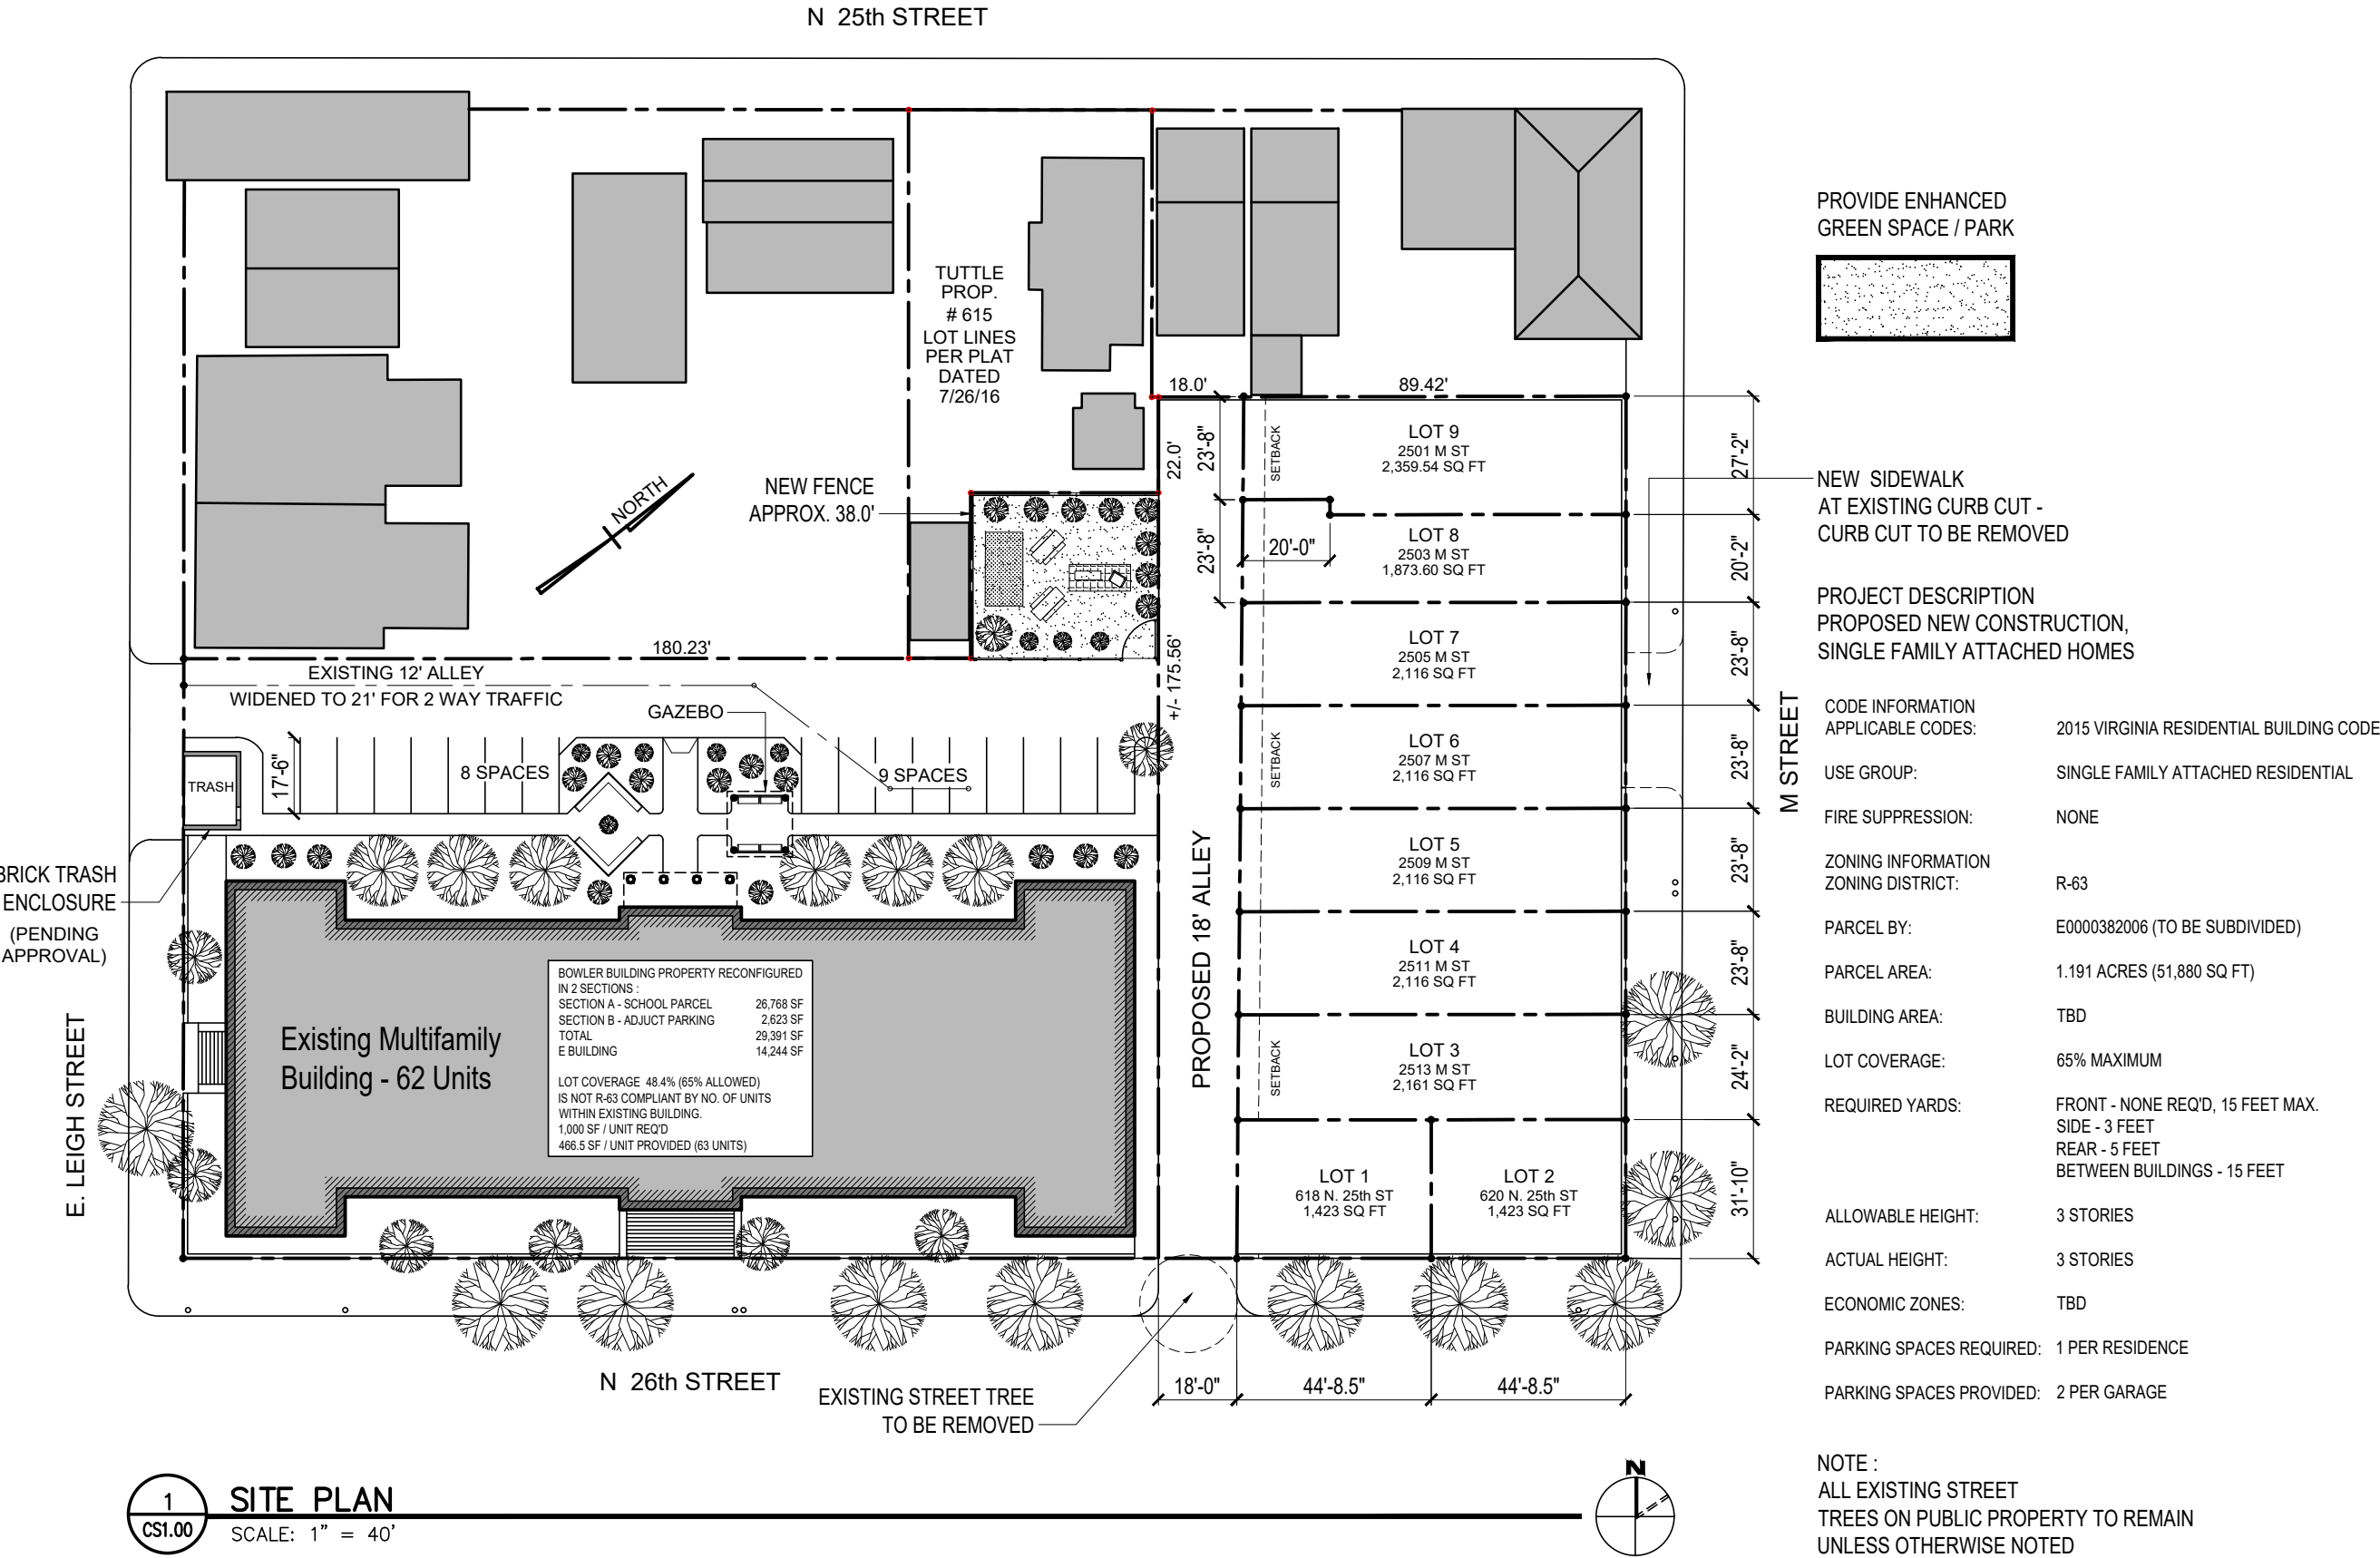 N 25th STREET
TUTTLE
PROP.
# 615
LOT LINES
PER PLAT
DATED
7/26/16
NORTH
NEW FENCE
APPROX. 38.0'
180.23'
EXISTING 12' ALLEY
WIDENED TO 21' FOR 2 WAY TRAFFIC
GAZEBO
17'-6"
8 SPACES
9 SPACES
TRASH
BRICK TRASH
ENCLOSURE
(PENDING
APPROVAL)
E. LEIGH STREET
Existing Multifamily
Building - 62 Units
BOWLER BUILDING PROPERTY RECONFIGURED
IN 2 SECTIONS :
SECTION A - SCHOOL PARCEL 26,768 SF
SECTION B - ADJUCT PARKING 2,623 SF
TOTAL 29,391 SF
E BUILDING 14,244 SF
LOT COVERAGE 48.4% (65% ALLOWED)
IS NOT R-63 COMPLIANT BY NO. OF UNITS
WITHIN EXISTING BUILDING.
1,000 SF / UNIT REQ'D
466.5 SF / UNIT PROVIDED (63 UNITS)
18.0'
89.42'
22.0'
23'-8"
23'-8"
20'-0"
+/- 175.56'
PROPOSED 18' ALLEY
SETBACK
SETBACK
SETBACK
LOT 9
2501 M ST
2,359.54 SQ FT
LOT 8
2503 M ST
1,873.60 SQ FT
LOT 7
2505 M ST
2,116 SQ FT
LOT 6
2507 M ST
2,116 SQ FT
LOT 5
2509 M ST
2,116 SQ FT
LOT 4
2511 M ST
2,116 SQ FT
LOT 3
2513 M ST
2,161 SQ FT
LOT 1
618 N. 25th ST
1,423 SQ FT
LOT 2
620 N. 25th ST
1,423 SQ FT
27'-2"
20'-2"
23'-8"
23'-8"
23'-8"
23'-8"
24'-2"
31'-10"
M STREET
18'-0"
44'-8.5"
44'-8.5"
N 26th STREET
EXISTING STREET TREE
TO BE REMOVED
PROVIDE ENHANCED
GREEN SPACE / PARK
NEW SIDEWALK
AT EXISTING CURB CUT -
CURB CUT TO BE REMOVED
PROJECT DESCRIPTION
PROPOSED NEW CONSTRUCTION,
SINGLE FAMILY ATTACHED HOMES
CODE INFORMATION
APPLICABLE CODES: 2015 VIRGINIA RESIDENTIAL BUILDING CODE
USE GROUP: SINGLE FAMILY ATTACHED RESIDENTIAL
FIRE SUPPRESSION: NONE
ZONING INFORMATION
ZONING DISTRICT: R-63
PARCEL BY: E0000382006 (TO BE SUBDIVIDED)
PARCEL AREA: 1.191 ACRES (51,880 SQ FT)
BUILDING AREA: TBD
LOT COVERAGE: 65% MAXIMUM
REQUIRED YARDS: FRONT - NONE REQ'D, 15 FEET MAX.
SIDE - 3 FEET
REAR - 5 FEET
BETWEEN BUILDINGS - 15 FEET
ALLOWABLE HEIGHT: 3 STORIES
ACTUAL HEIGHT: 3 STORIES
ECONOMIC ZONES: TBD
PARKING SPACES REQUIRED: 1 PER RESIDENCE
PARKING SPACES PROVIDED: 2 PER GARAGE
NOTE :
ALL EXISTING STREET
TREES ON PUBLIC PROPERTY TO REMAIN
UNLESS OTHERWISE NOTED
1
CS1.00
SITE PLAN
SCALE: 1" = 40'
N